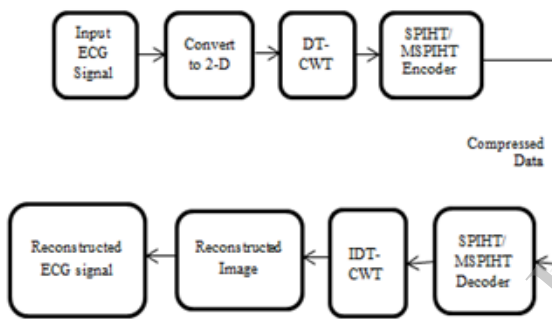 Input
ECG
Signal
Convert
to 2-D
DT-
CWT
SPIHT/
MSPIHT
Encoder
Compressed
Data
Reconstructed
ECG signal
Reconstructed
Image
IDT-
CWT
SPIHT/
MSPIHT
Decoder